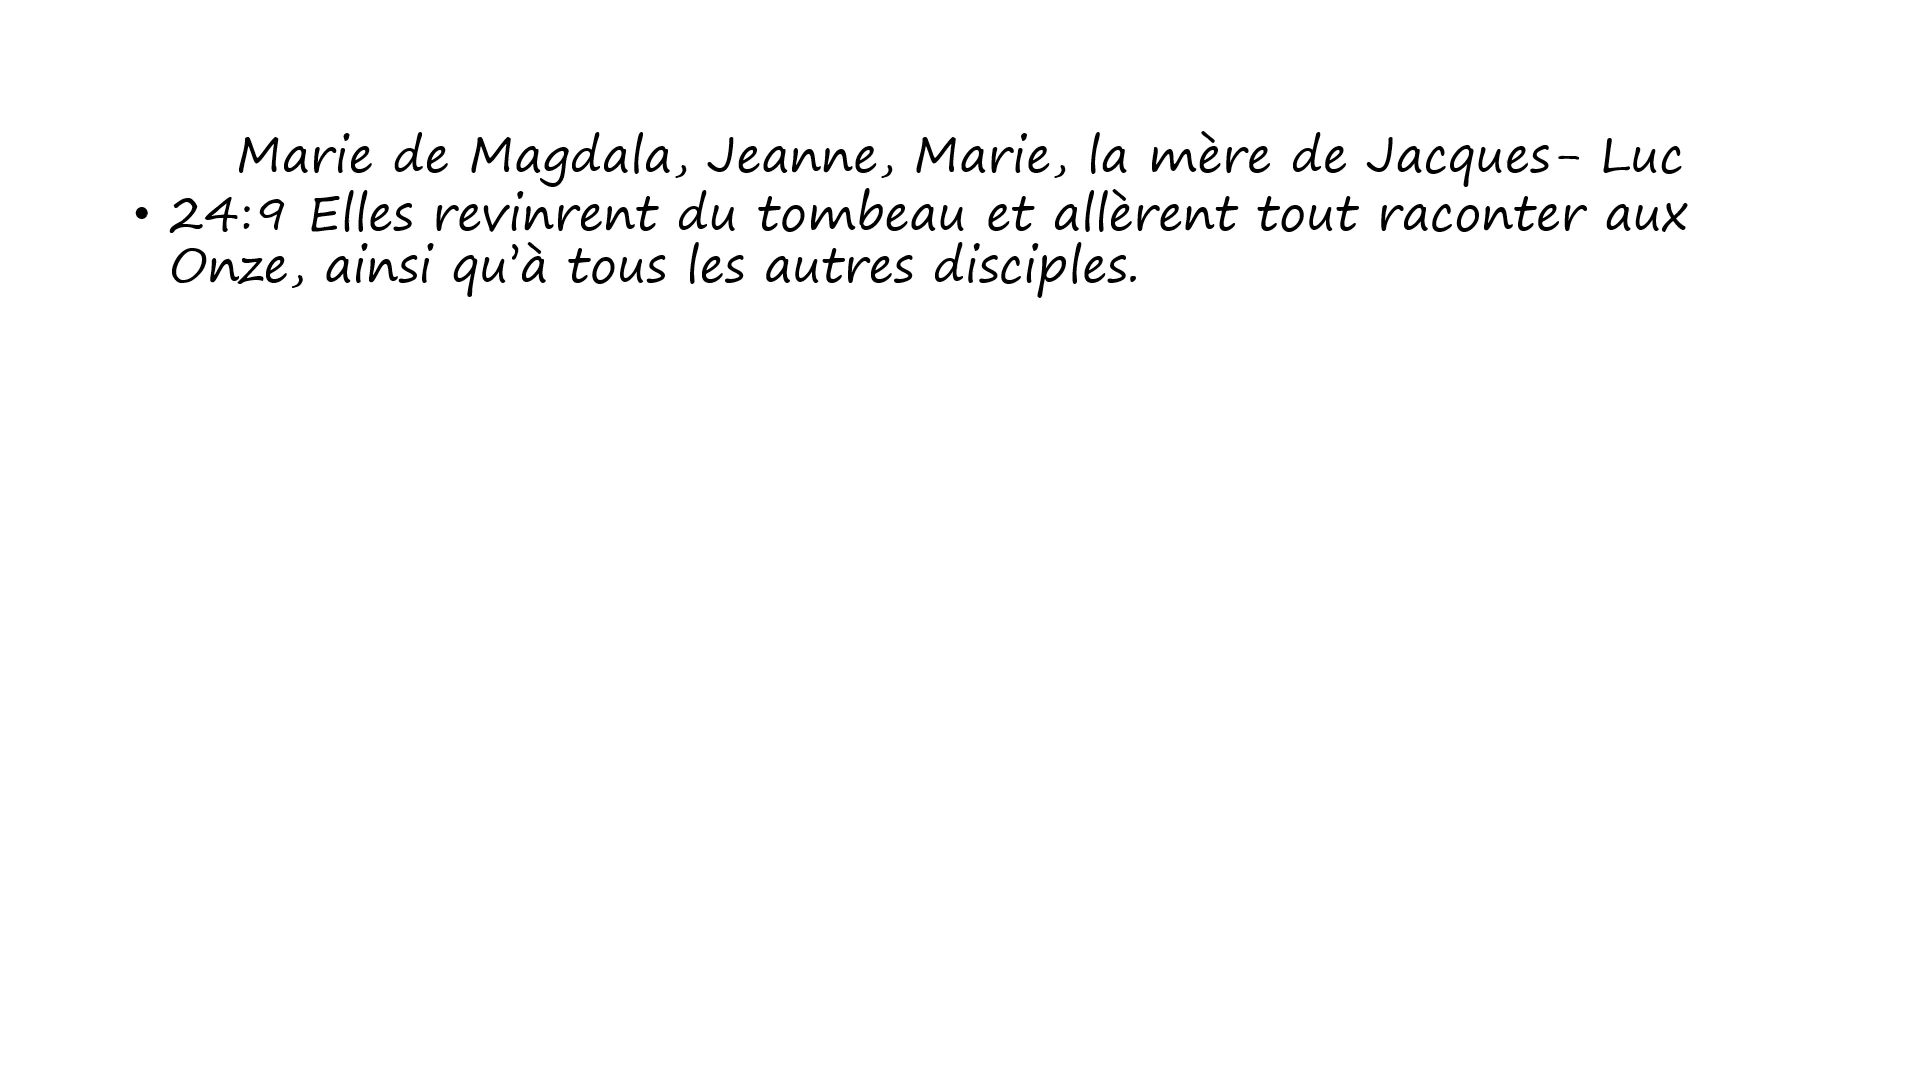 Marie de Magdala, Jeanne, Marie, la mère de Jacques- Luc
• 24:9 Elles revinrent du tombeau et allèrent tout raconter aux
Onze, ainsi qu’à tous les autres disciples.